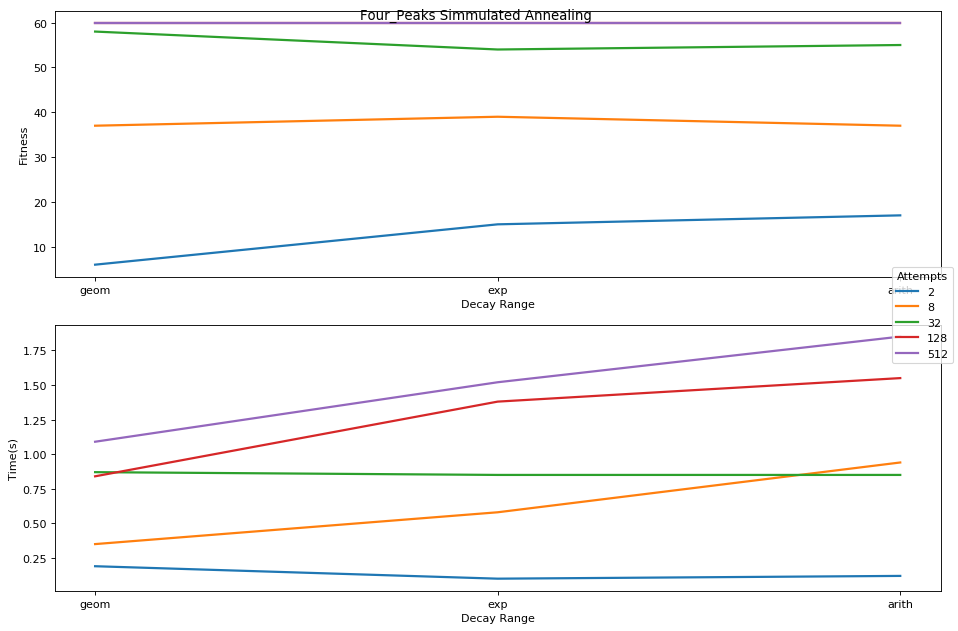 Four_Peaks Simmulated Annealing
60
50
40
30
20
10
Fitness
geom
exp
arith
Decay Range
Attempts
2
8
32
128
512
1.75
1.50
1.25
1.00
0.75
0.50
0.25
Time(s)
geom
exp
arith
Decay Range